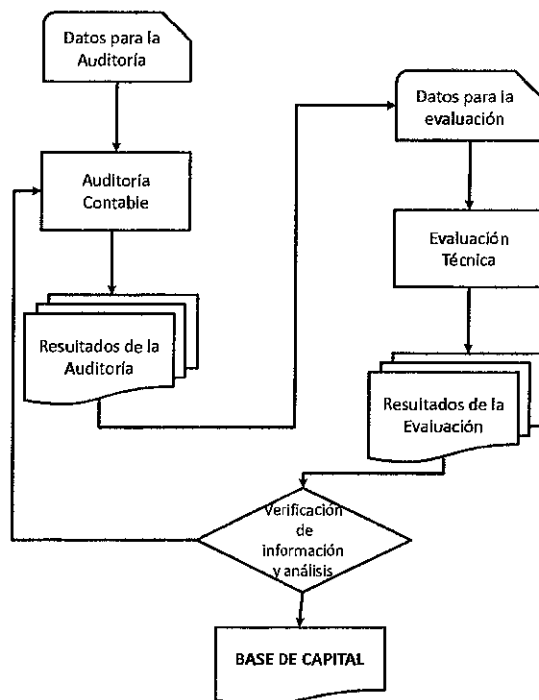 Datos para la
Auditoría
Auditoría
Contable
Resultados de la
Auditoría
Datos para la
evaluación
Evaluación
Técnica
Resultados de la
Evaluación
Verificación
de
información
y análisis
BASE DE CAPITAL